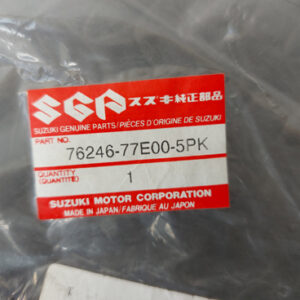 SGP スズキ純正部品
SUZUKI GENUINE PARTS/PIÈCES D'ORIGINE DE SUZUKI
PART NO.
76246-77E00-5PK
QUANTITY
(QUANTITÉ) 1
SUZUKI MOTOR CORPORATION
MADE IN JAPAN/FABRIQUÉ AU JAPON